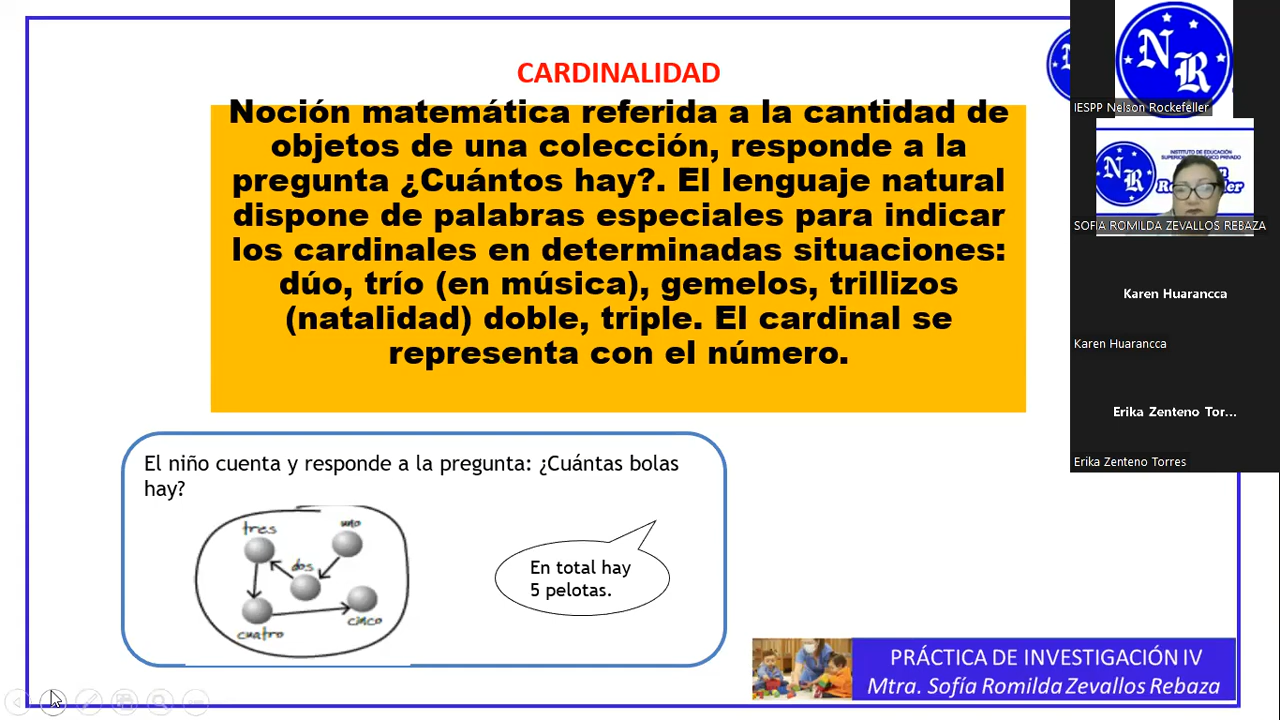 CARDINALIDAD
Noción matemática referida a la cantidad de
objetos de una colección, responde a la
pregunta ¿Cuántos hay?. El lenguaje natural
dispone de palabras especiales para indicar
los cardinales en determinadas situaciones:
dúo, trío (en música), gemelos, trillizos
(natalidad) doble, triple. El cardinal se
representa con el número.
El niño cuenta y responde a la pregunta: ¿Cuántas bolas
hay?
tres
uno
dos
cuatro
cinco
En total hay
5 pelotas.
PRÁCTICA DE INVESTIGACIÓN IV
Mtra. Sofía Romilda Zevallos Rebaza
N
R
IESPP Nelson Rockefeller
INSTITUTO DE EDUCACIÓN
NR
SOFIA ROMILDA ZEVALLOS REBAZA
Karen Huarancca
Karen Huarancca
Erika Zenteno Tor...
Erika Zenteno Torres